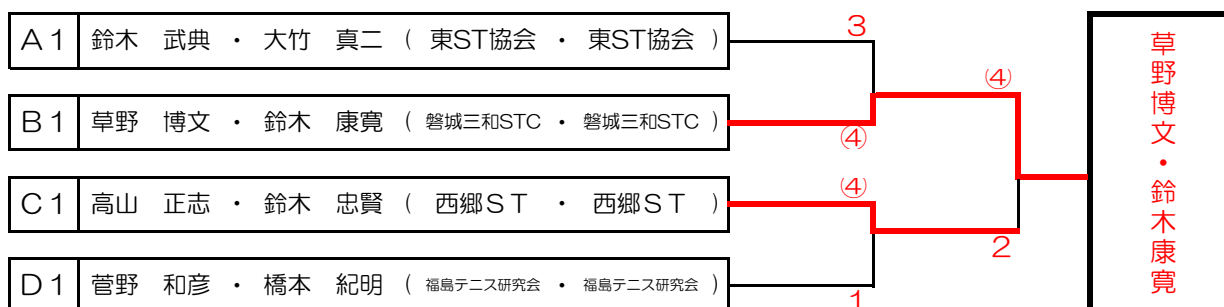 A1 鈴木 武典 ・ 大竹 真二 ( 東ST協会 ・ 東ST協会 )
3
④
B1 草野 博文 ・ 鈴木 康寛 ( 磐城三和STC ・ 磐城三和STC )
④
④
C1 高山 正志 ・ 鈴木 忠賢 ( 西郷ST ・ 西郷ST )
2
D1 菅野 和彦 ・ 橋本 紀明 ( 福島テニス研究会 ・ 福島テニス研究会 )
1
草野博文・鈴木康寛